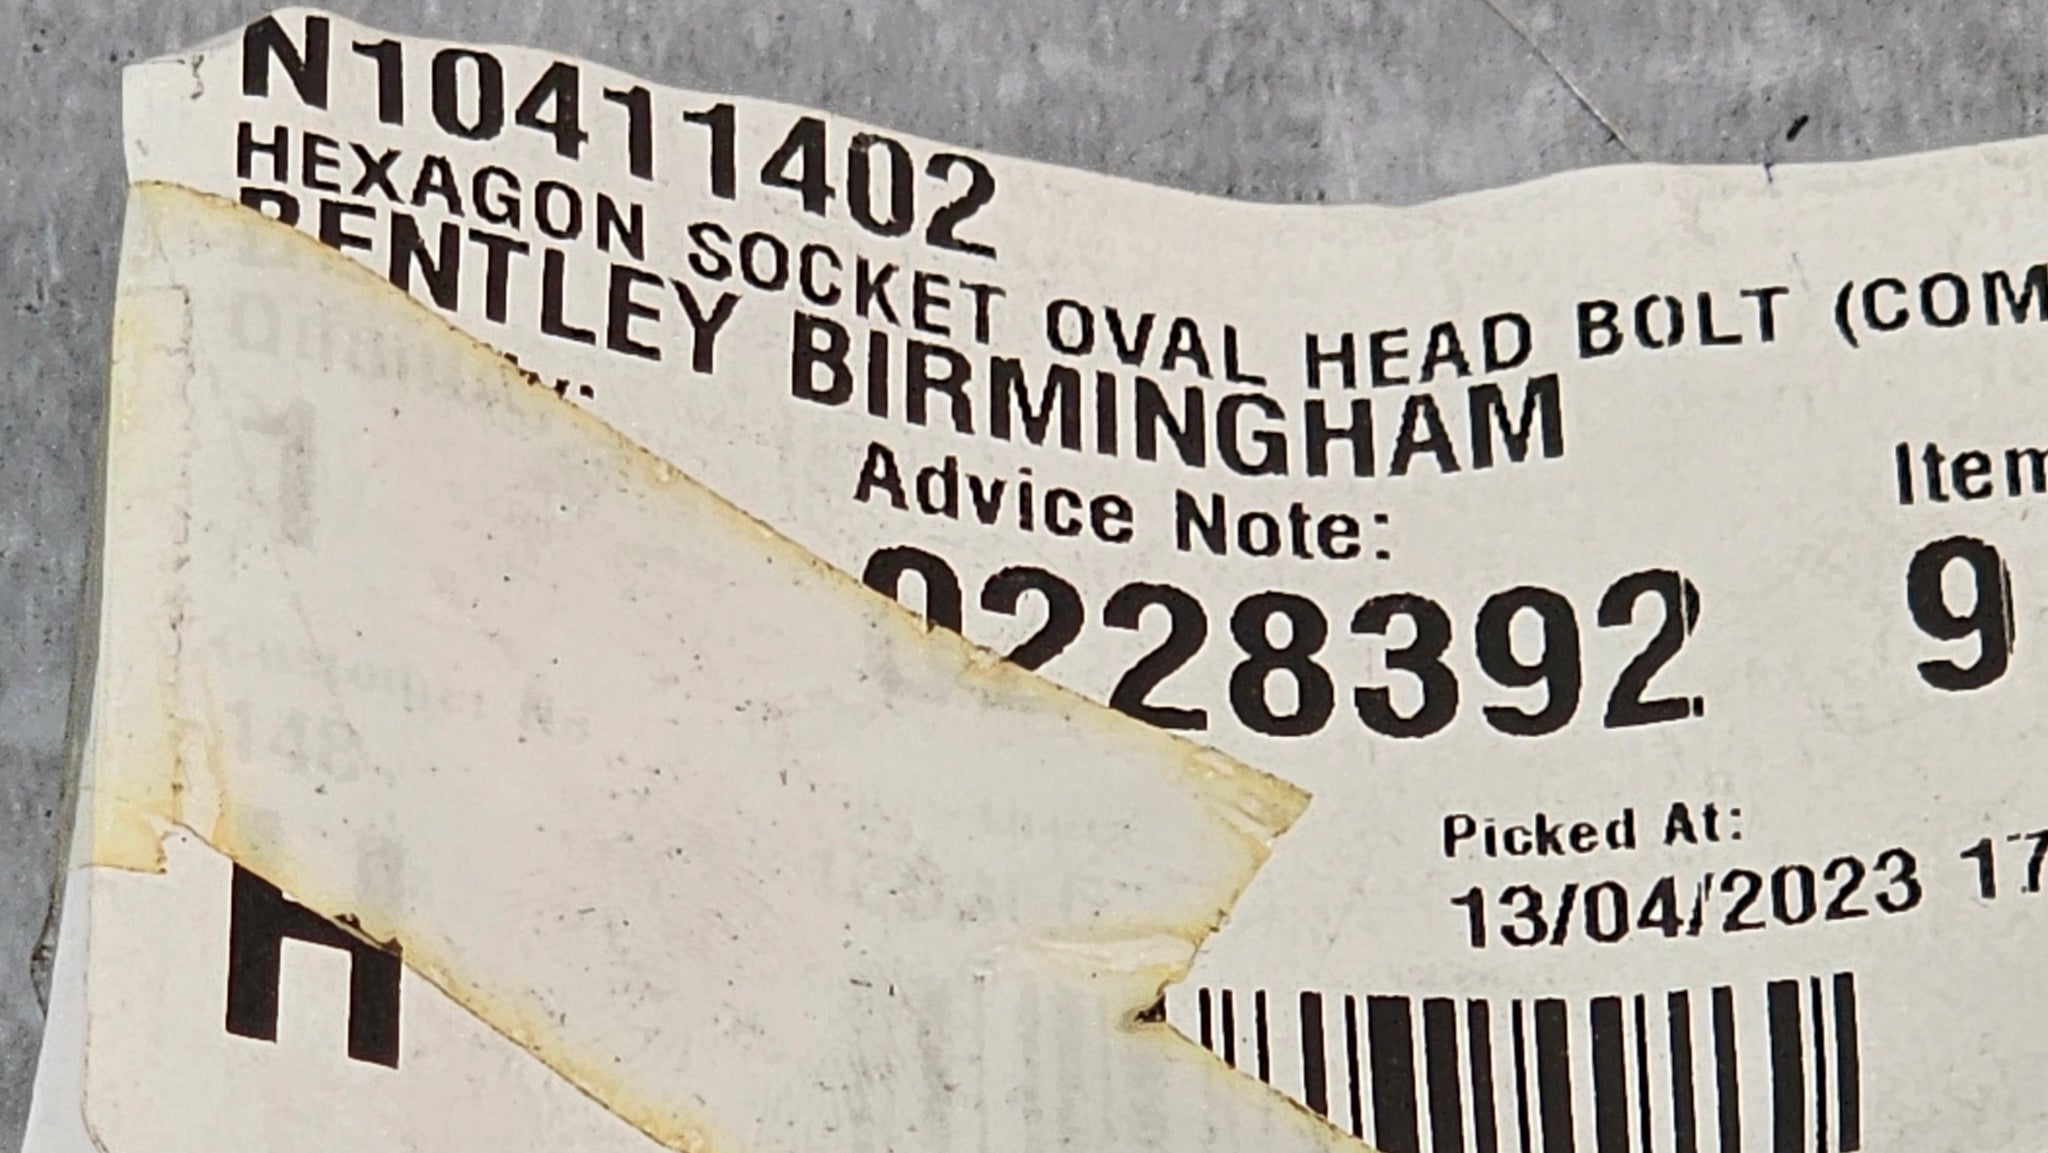 N10411402
HEXAGON SOCKET OVAL HEAD BOLT (COM
BENTLEY BIRMINGHAM
Advice Note:
Item
0228392
9
Picked At:
13/04/2023 17
H